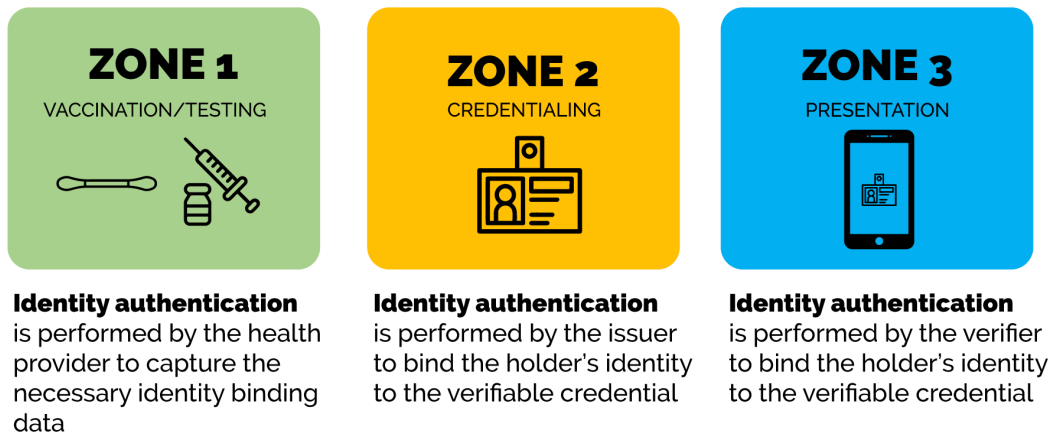 ZONE 1
VACCINATION/TESTING
Identity authentication
is performed by the health
provider to capture the
necessary identity binding
data
ZONE 2
CREDENTIALING
Identity authentication
is performed by the issuer
to bind the holder's identity
to the verifiable credential
ZONE 3
PRESENTATION
Identity authentication
is performed by the verifier
to bind the holder's identity
to the verifiable credential